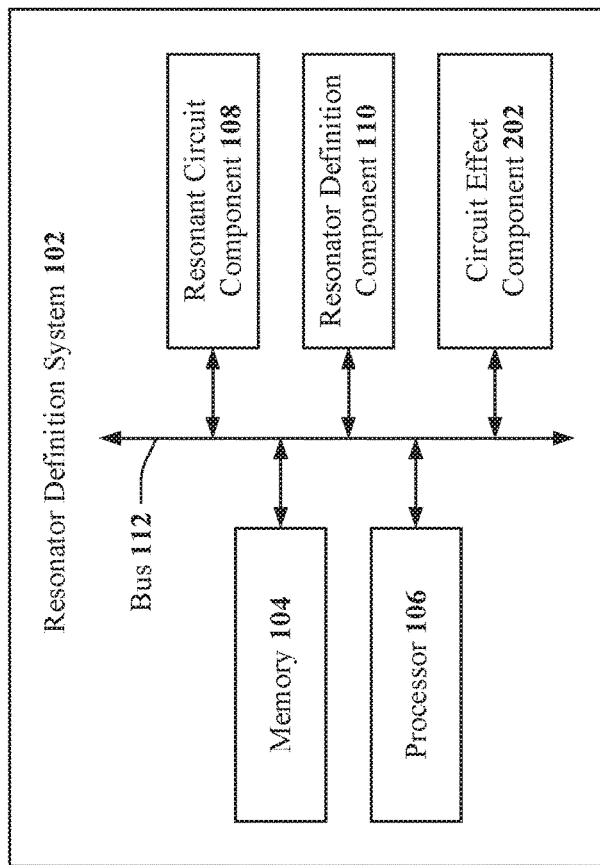 Resonator Definition System 102
Bus 112
Memory 104
Processor 106
Resonant Circuit
Component 108
Resonator Definition
Component 110
Circuit Effect
Component 202